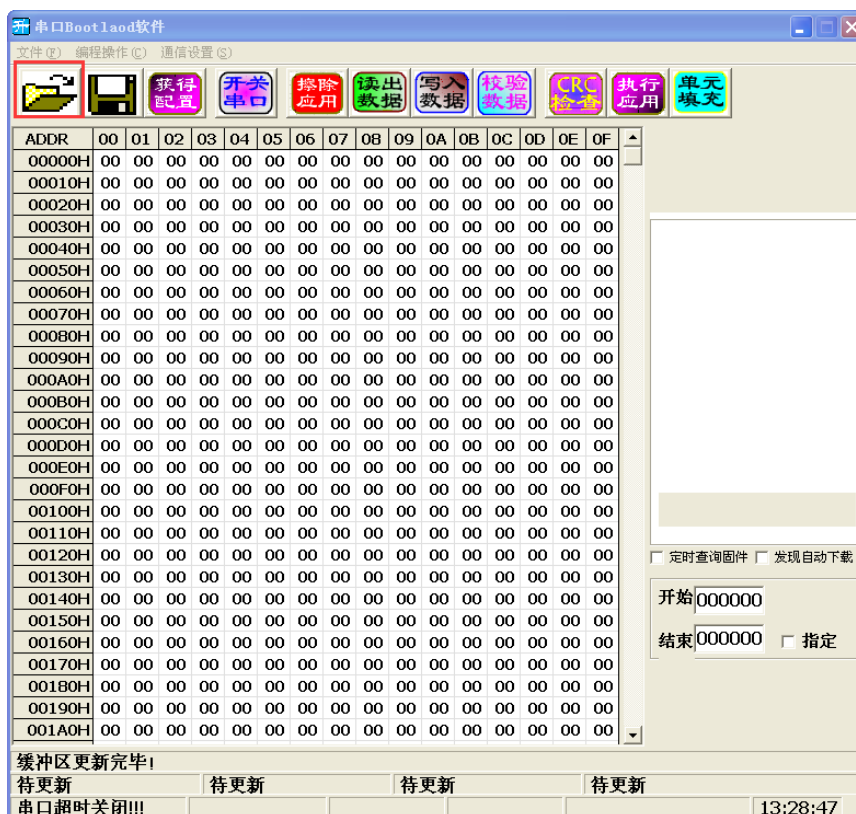 串口Bootlaod软件
文件(F) 编程操作(C) 通信设置(S)
获得配置 开关串口 擦除应用 读出数据 写入数据 校验数据 CRC检查 执行应用 单元填充
ADDR 00 01 02 03 04 05 06 07 08 09 0A 0B 0C 0D 0E 0F
00000H 00 00 00 00 00 00 00 00 00 00 00 00 00 00 00 00
00010H 00 00 00 00 00 00 00 00 00 00 00 00 00 00 00 00
00020H 00 00 00 00 00 00 00 00 00 00 00 00 00 00 00 00
00030H 00 00 00 00 00 00 00 00 00 00 00 00 00 00 00 00
00040H 00 00 00 00 00 00 00 00 00 00 00 00 00 00 00 00
00050H 00 00 00 00 00 00 00 00 00 00 00 00 00 00 00 00
00060H 00 00 00 00 00 00 00 00 00 00 00 00 00 00 00 00
00070H 00 00 00 00 00 00 00 00 00 00 00 00 00 00 00 00
00080H 00 00 00 00 00 00 00 00 00 00 00 00 00 00 00 00
00090H 00 00 00 00 00 00 00 00 00 00 00 00 00 00 00 00
000A0H 00 00 00 00 00 00 00 00 00 00 00 00 00 00 00 00
000B0H 00 00 00 00 00 00 00 00 00 00 00 00 00 00 00 00
000C0H 00 00 00 00 00 00 00 00 00 00 00 00 00 00 00 00
000D0H 00 00 00 00 00 00 00 00 00 00 00 00 00 00 00 00
000E0H 00 00 00 00 00 00 00 00 00 00 00 00 00 00 00 00
000F0H 00 00 00 00 00 00 00 00 00 00 00 00 00 00 00 00
00100H 00 00 00 00 00 00 00 00 00 00 00 00 00 00 00 00
00110H 00 00 00 00 00 00 00 00 00 00 00 00 00 00 00 00
00120H 00 00 00 00 00 00 00 00 00 00 00 00 00 00 00 00
00130H 00 00 00 00 00 00 00 00 00 00 00 00 00 00 00 00
00140H 00 00 00 00 00 00 00 00 00 00 00 00 00 00 00 00
00150H 00 00 00 00 00 00 00 00 00 00 00 00 00 00 00 00
00160H 00 00 00 00 00 00 00 00 00 00 00 00 00 00 00 00
00170H 00 00 00 00 00 00 00 00 00 00 00 00 00 00 00 00
00180H 00 00 00 00 00 00 00 00 00 00 00 00 00 00 00 00
00190H 00 00 00 00 00 00 00 00 00 00 00 00 00 00 00 00
001A0H 00 00 00 00 00 00 00 00 00 00 00 00 00 00 00 00
定时查询固件 发现自动下载
开始 000000
结束 000000 指定
缓冲区更新完毕!
待更新 待更新 待更新 待更新
串口超时关闭!!! 13:28:47